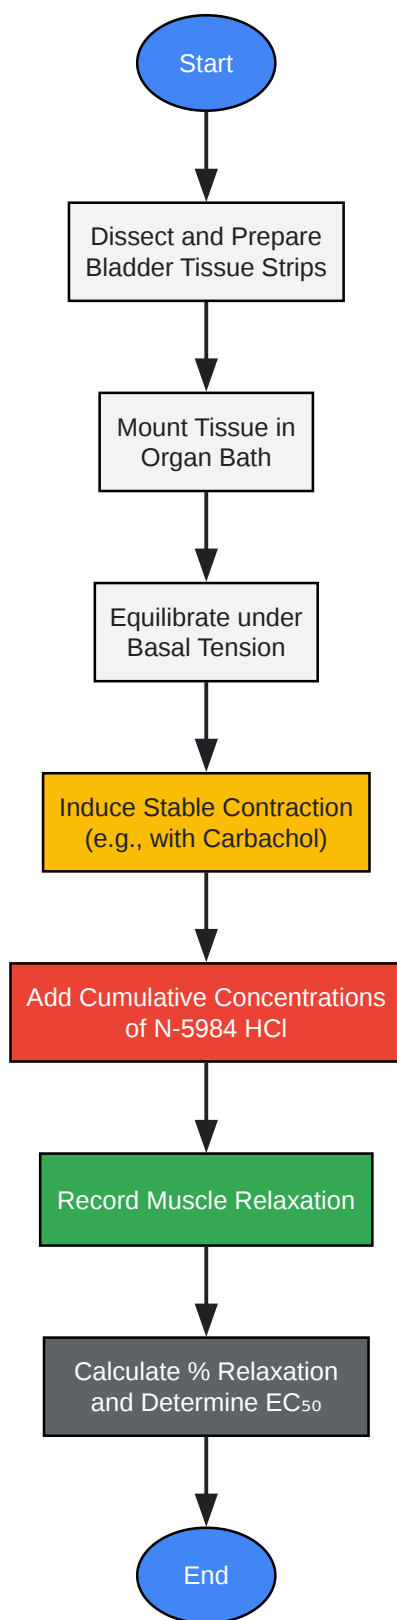 Start
Dissect and Prepare
Bladder Tissue Strips
Mount Tissue in
Organ Bath
Equilibrate under
Basal Tension
Induce Stable Contraction
(e.g., with Carbachol)
Add Cumulative Concentrations
of N-5984 HCl
Record Muscle Relaxation
Calculate % Relaxation
and Determine EC₅₀
End